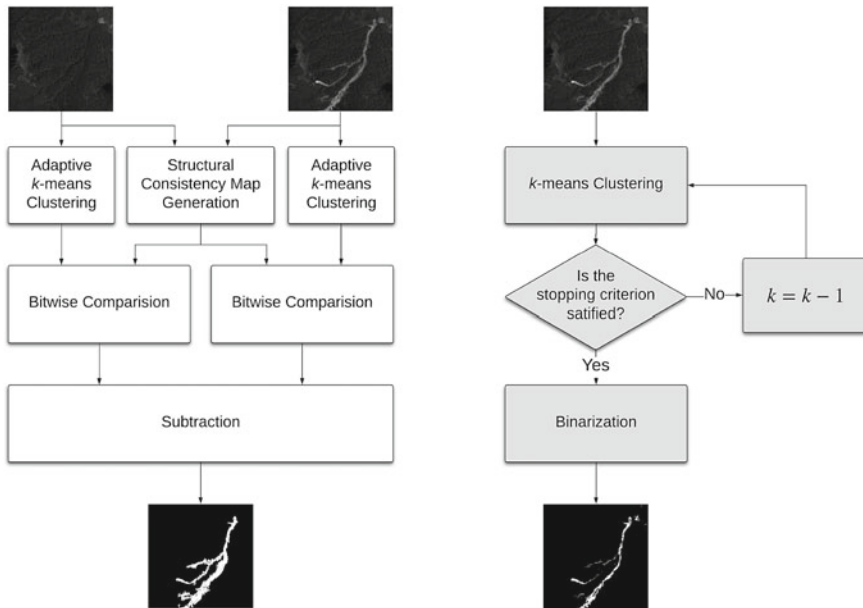 Adaptive
k-means
Clustering
Structural
Consistency Map
Generation
Adaptive
k-means
Clustering
Bitwise Comparision
Bitwise Comparision
Subtraction
k-means Clustering
Is the
stopping criterion
satified?
No
k = k − 1
Yes
Binarization